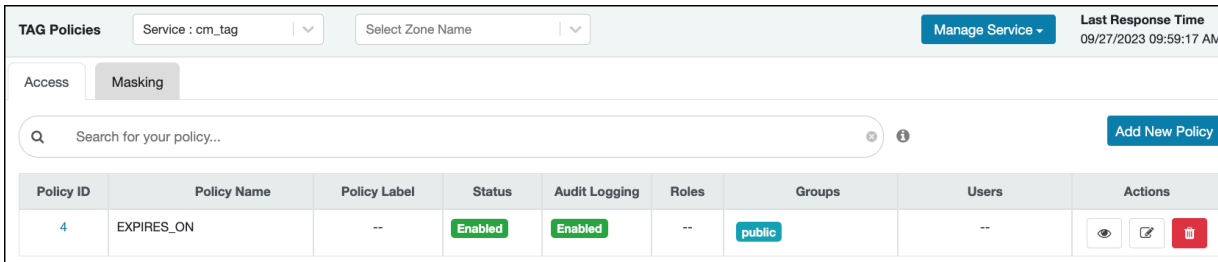 TAG Policies
Service : cm_tag
Select Zone Name
Manage Service
Last Response Time
09/27/2023 09:59:17 AM
Access
Masking
Search for your policy...
Add New Policy
Policy ID Policy Name Policy Label Status Audit Logging Roles Groups Users Actions
4 EXPIRES_ON -- Enabled Enabled -- public --